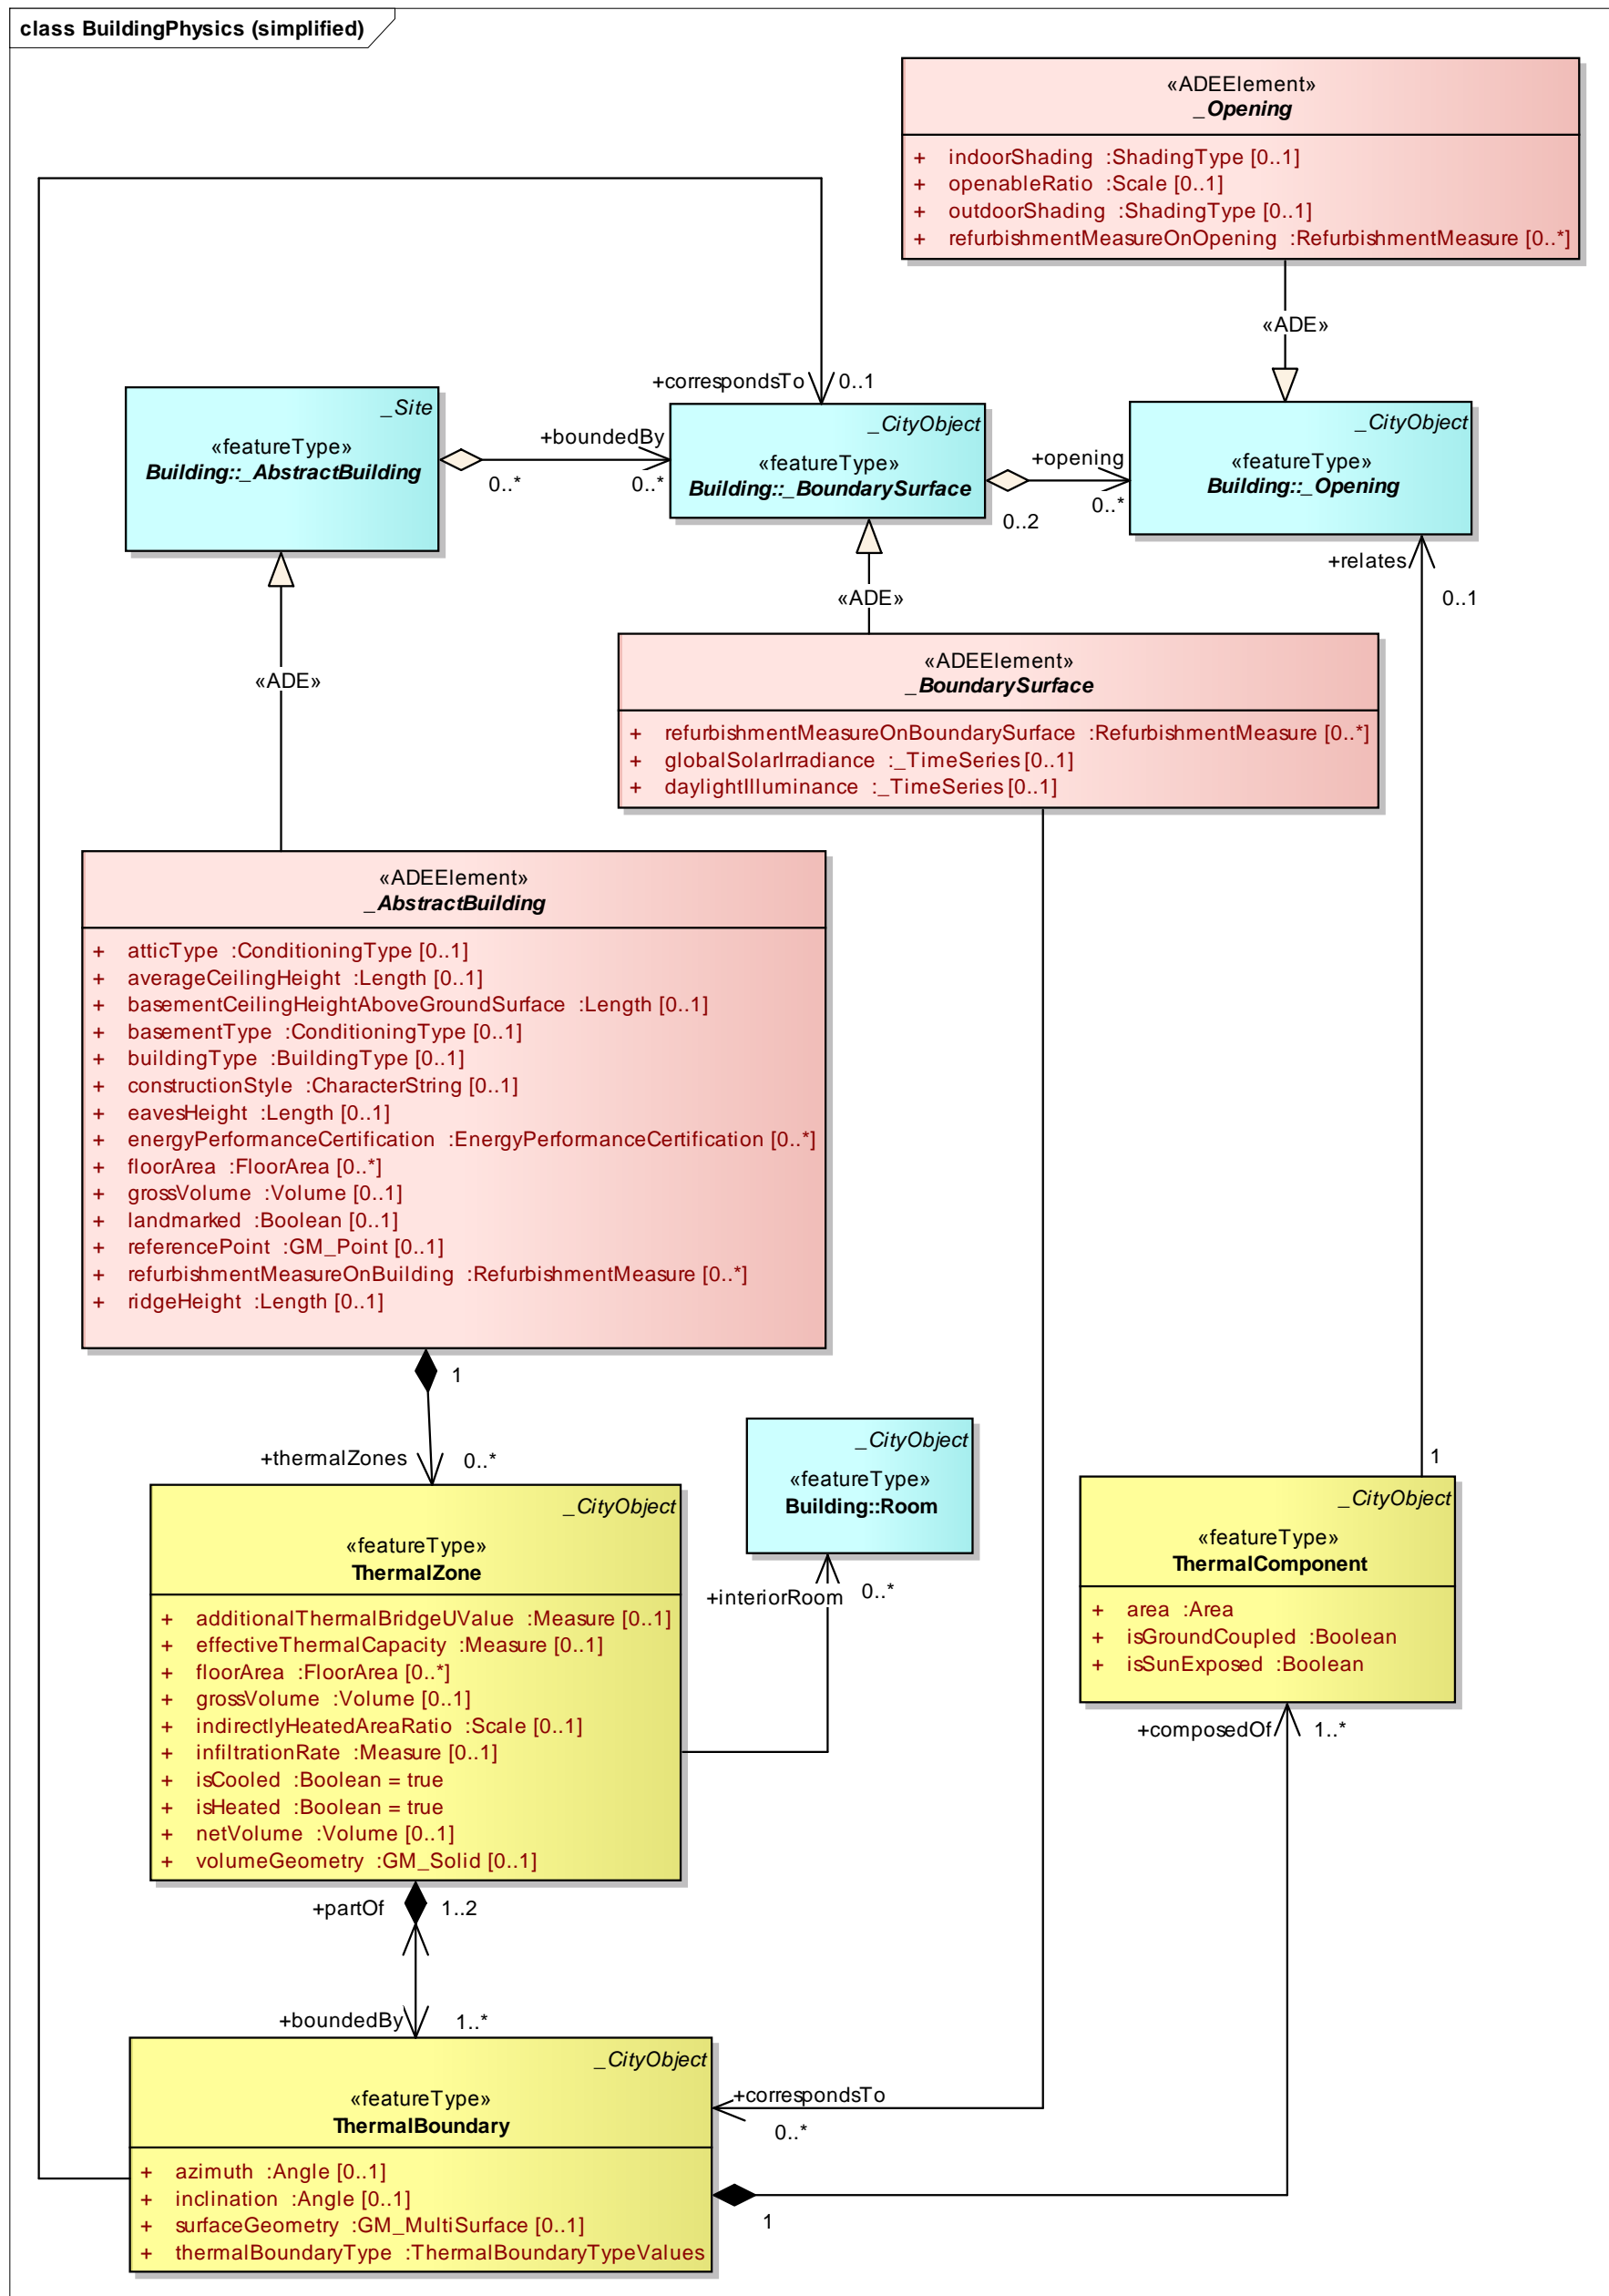 class BuildingPhysics (simplified)
«ADEElement»
_Opening
+ indoorShading :ShadingType [0..1]
+ openableRatio :Scale [0..1]
+ outdoorShading :ShadingType [0..1]
+ refurbishmentMeasureOnOpening :RefurbishmentMeasure [0..*]
«ADE»
+correspondsTo 0..1
_Site
«featureType»
Building::_AbstractBuilding
+boundedBy
0..* 0..*
_CityObject
«featureType»
Building::_BoundarySurface
+opening
0..2 0..*
_CityObject
«featureType»
Building::_Opening
+relates
0..1
«ADE»
«ADE»
«ADEElement»
_BoundarySurface
+ refurbishmentMeasureOnBoundarySurface :RefurbishmentMeasure [0..*]
+ globalSolarIrradiance :_TimeSeries [0..1]
+ daylightIlluminance :_TimeSeries [0..1]
«ADEElement»
_AbstractBuilding
+ atticType :ConditioningType [0..1]
+ averageCeilingHeight :Length [0..1]
+ basementCeilingHeightAboveGroundSurface :Length [0..1]
+ basementType :ConditioningType [0..1]
+ buildingType :BuildingType [0..1]
+ constructionStyle :CharacterString [0..1]
+ eavesHeight :Length [0..1]
+ energyPerformanceCertification :EnergyPerformanceCertification [0..*]
+ floorArea :FloorArea [0..*]
+ grossVolume :Volume [0..1]
+ landmarked :Boolean [0..1]
+ referencePoint :GM_Point [0..1]
+ refurbishmentMeasureOnBuilding :RefurbishmentMeasure [0..*]
+ ridgeHeight :Length [0..1]
1
+thermalZones 0..*
_CityObject
«featureType»
ThermalZone
+ additionalThermalBridgeUValue :Measure [0..1]
+ effectiveThermalCapacity :Measure [0..1]
+ floorArea :FloorArea [0..*]
+ grossVolume :Volume [0..1]
+ indirectlyHeatedAreaRatio :Scale [0..1]
+ infiltrationRate :Measure [0..1]
+ isCooled :Boolean = true
+ isHeated :Boolean = true
+ netVolume :Volume [0..1]
+ volumeGeometry :GM_Solid [0..1]
_CityObject
«featureType»
Building::Room
+interiorRoom 0..*
1
_CityObject
«featureType»
ThermalComponent
+ area :Area
+ isGroundCoupled :Boolean
+ isSunExposed :Boolean
+composedOf 1..*
+partOf 1..2
+boundedBy 1..*
_CityObject
«featureType»
ThermalBoundary
+ azimuth :Angle [0..1]
+ inclination :Angle [0..1]
+ surfaceGeometry :GM_MultiSurface [0..1]
+ thermalBoundaryType :ThermalBoundaryTypeValues
+correspondsTo
0..*
1